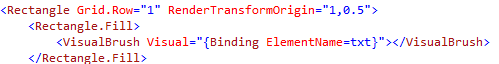 <Rectangle Grid.Row="1" RenderTransformOrigin="1,0.5">
<Rectangle.Fill>
<VisualBrush Visual="{Binding ElementName=txt}"></VisualBrush>
</Rectangle.Fill>